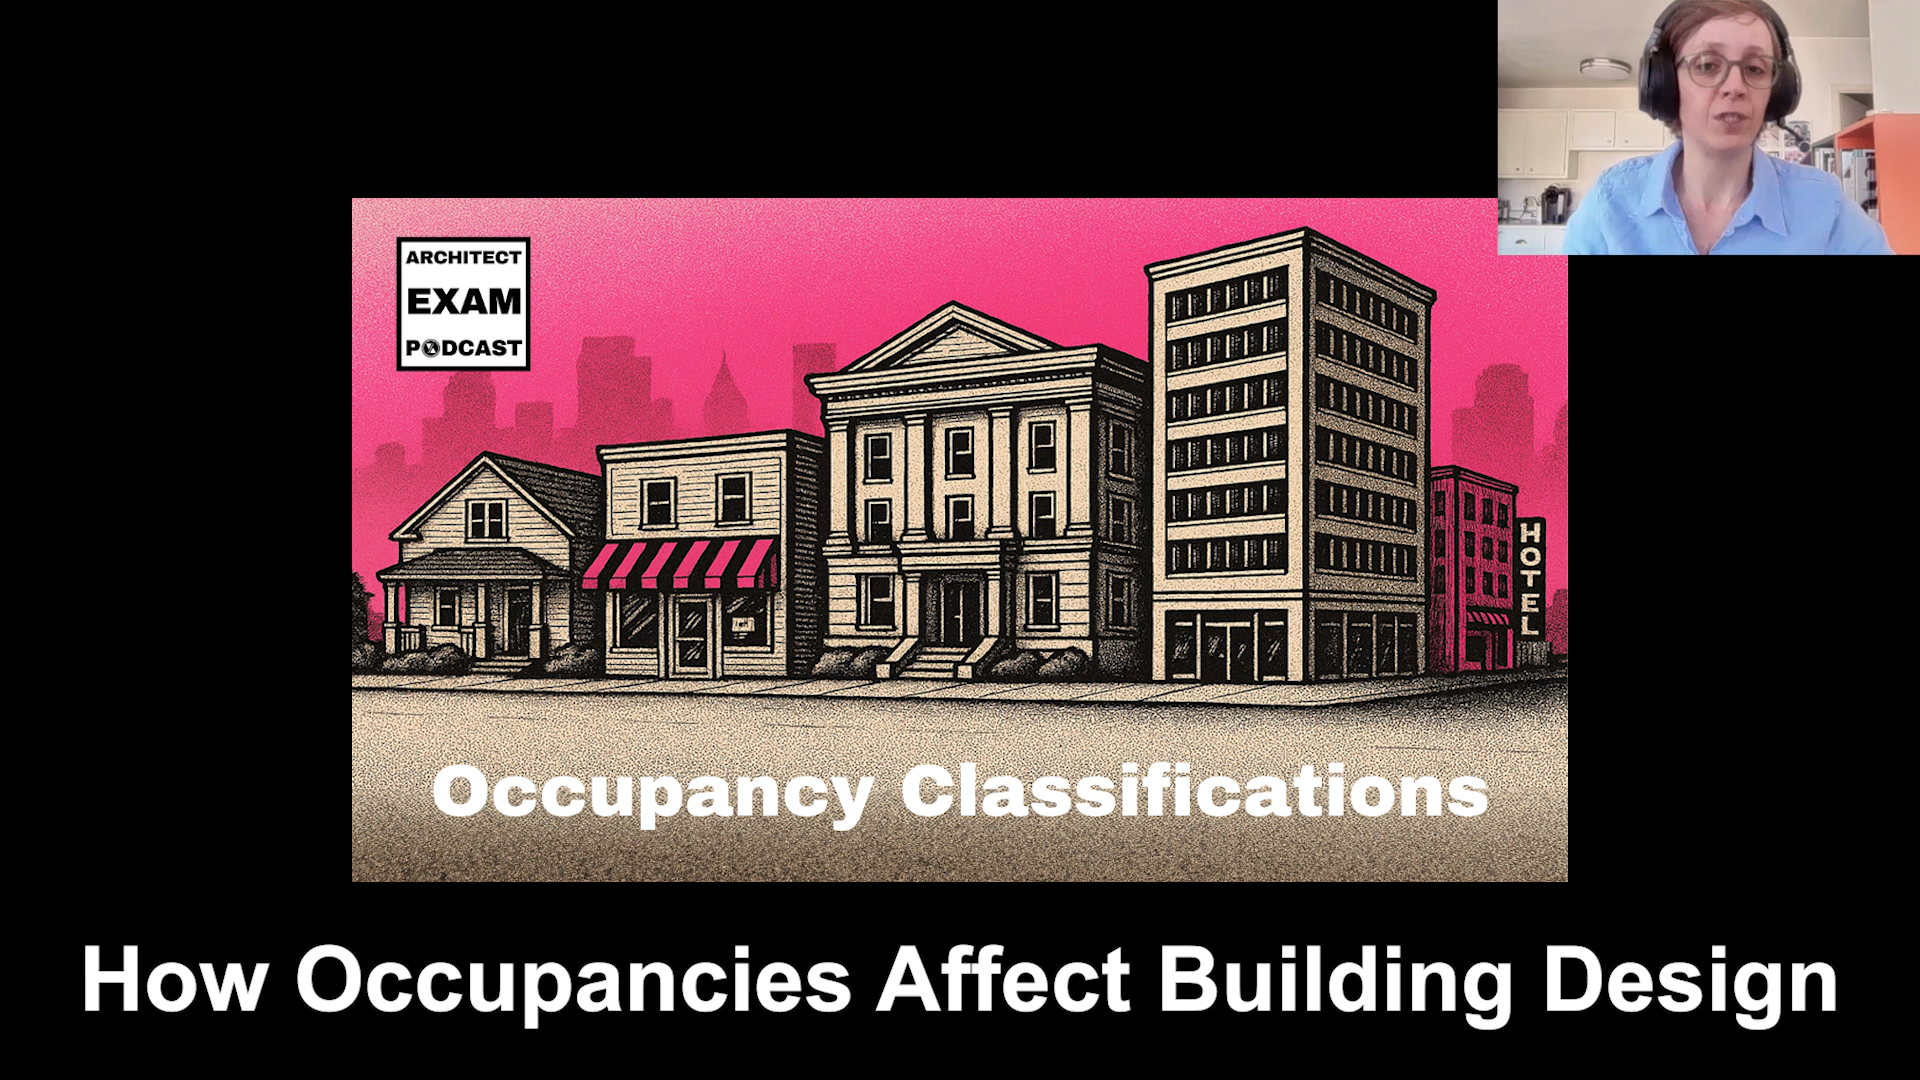 ARCHITECT
EXAM
PODCAST
HOTEL
Occupancy Classifications
How Occupancies Affect Building Design